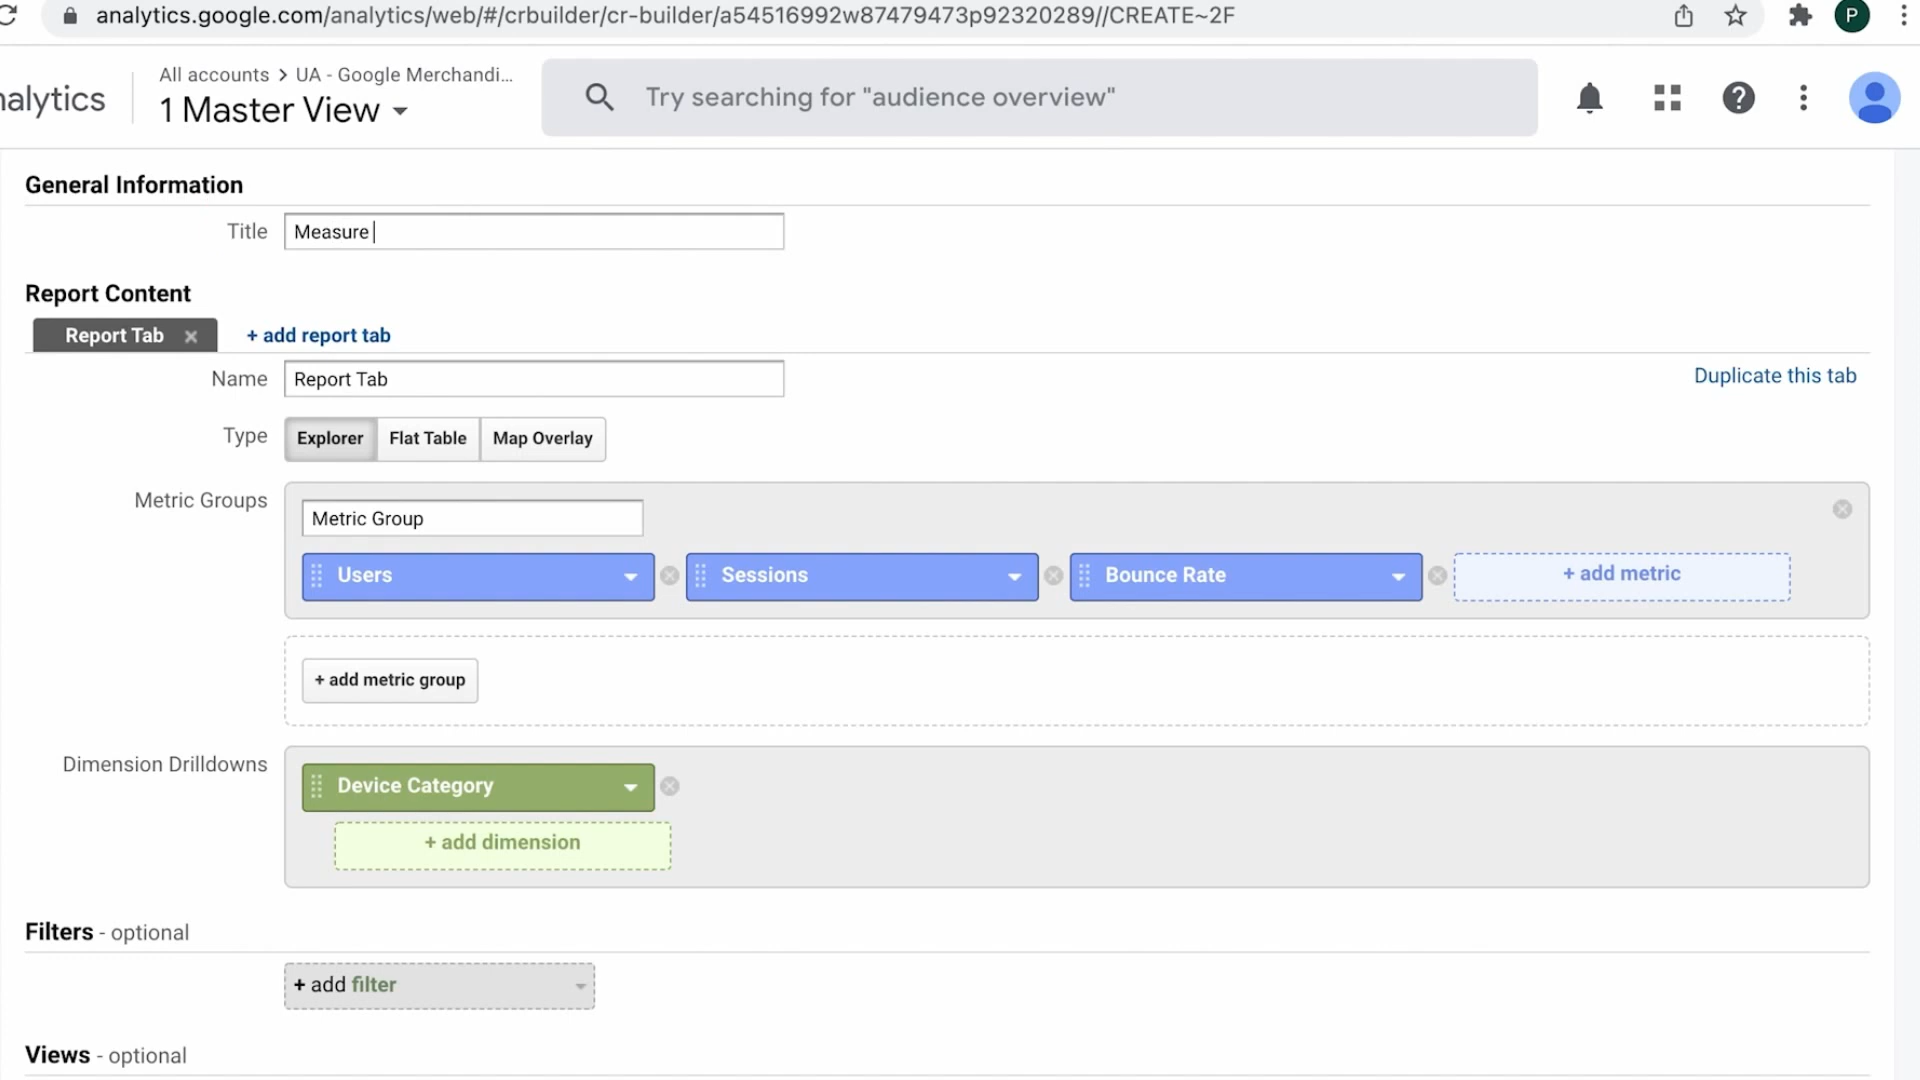 analytics.google.com/analytics/web/#/crbuilder/cr-builder/a54516992w87479473p92320289//CREATE~2F
P
nalytics
All accounts > UA - Google Merchandi...
1 Master View
Try searching for "audience overview"
General Information
Title
Measure
Report Content
Report Tab ×
+ add report tab
Name
Report Tab
Duplicate this tab
Type
Explorer
Flat Table
Map Overlay
Metric Groups
Metric Group
Users
Sessions
Bounce Rate
+ add metric
+ add metric group
Dimension Drilldowns
Device Category
+ add dimension
Filters - optional
+ add filter
Views - optional